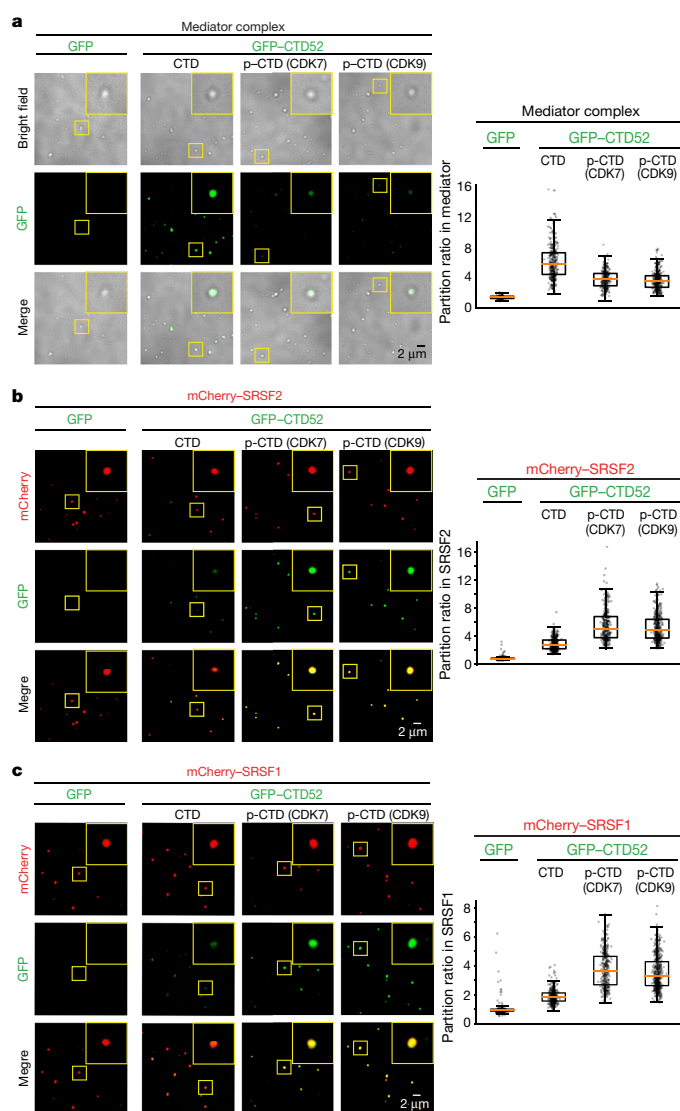 a
Mediator complex
GFP
GFP–CTD52
CTD
p–CTD (CDK7)
p–CTD (CDK9)
Bright field
GFP
Merge
2 μm
Mediator complex
GFP
GFP–CTD52
CTD
p-CTD (CDK7)
p-CTD (CDK9)
Partition ratio in mediator
16
12
8
4
0
b
mCherry–SRSF2
GFP
GFP–CTD52
CTD
p-CTD (CDK7)
p-CTD (CDK9)
mCherry
GFP
Megre
2 μm
mCherry–SRSF2
GFP
GFP–CTD52
CTD
p-CTD (CDK7)
p-CTD (CDK9)
Partition ratio in SRSF2
16
12
8
4
0
c
mCherry–SRSF1
GFP
GFP–CTD52
CTD
p-CTD (CDK7)
p-CTD (CDK9)
mCherry
GFP
Megre
2 μm
mCherry–SRSF1
GFP
GFP–CTD52
CTD
p-CTD (CDK7)
p-CTD (CDK9)
Partition ratio in SRSF1
8
6
4
2
0